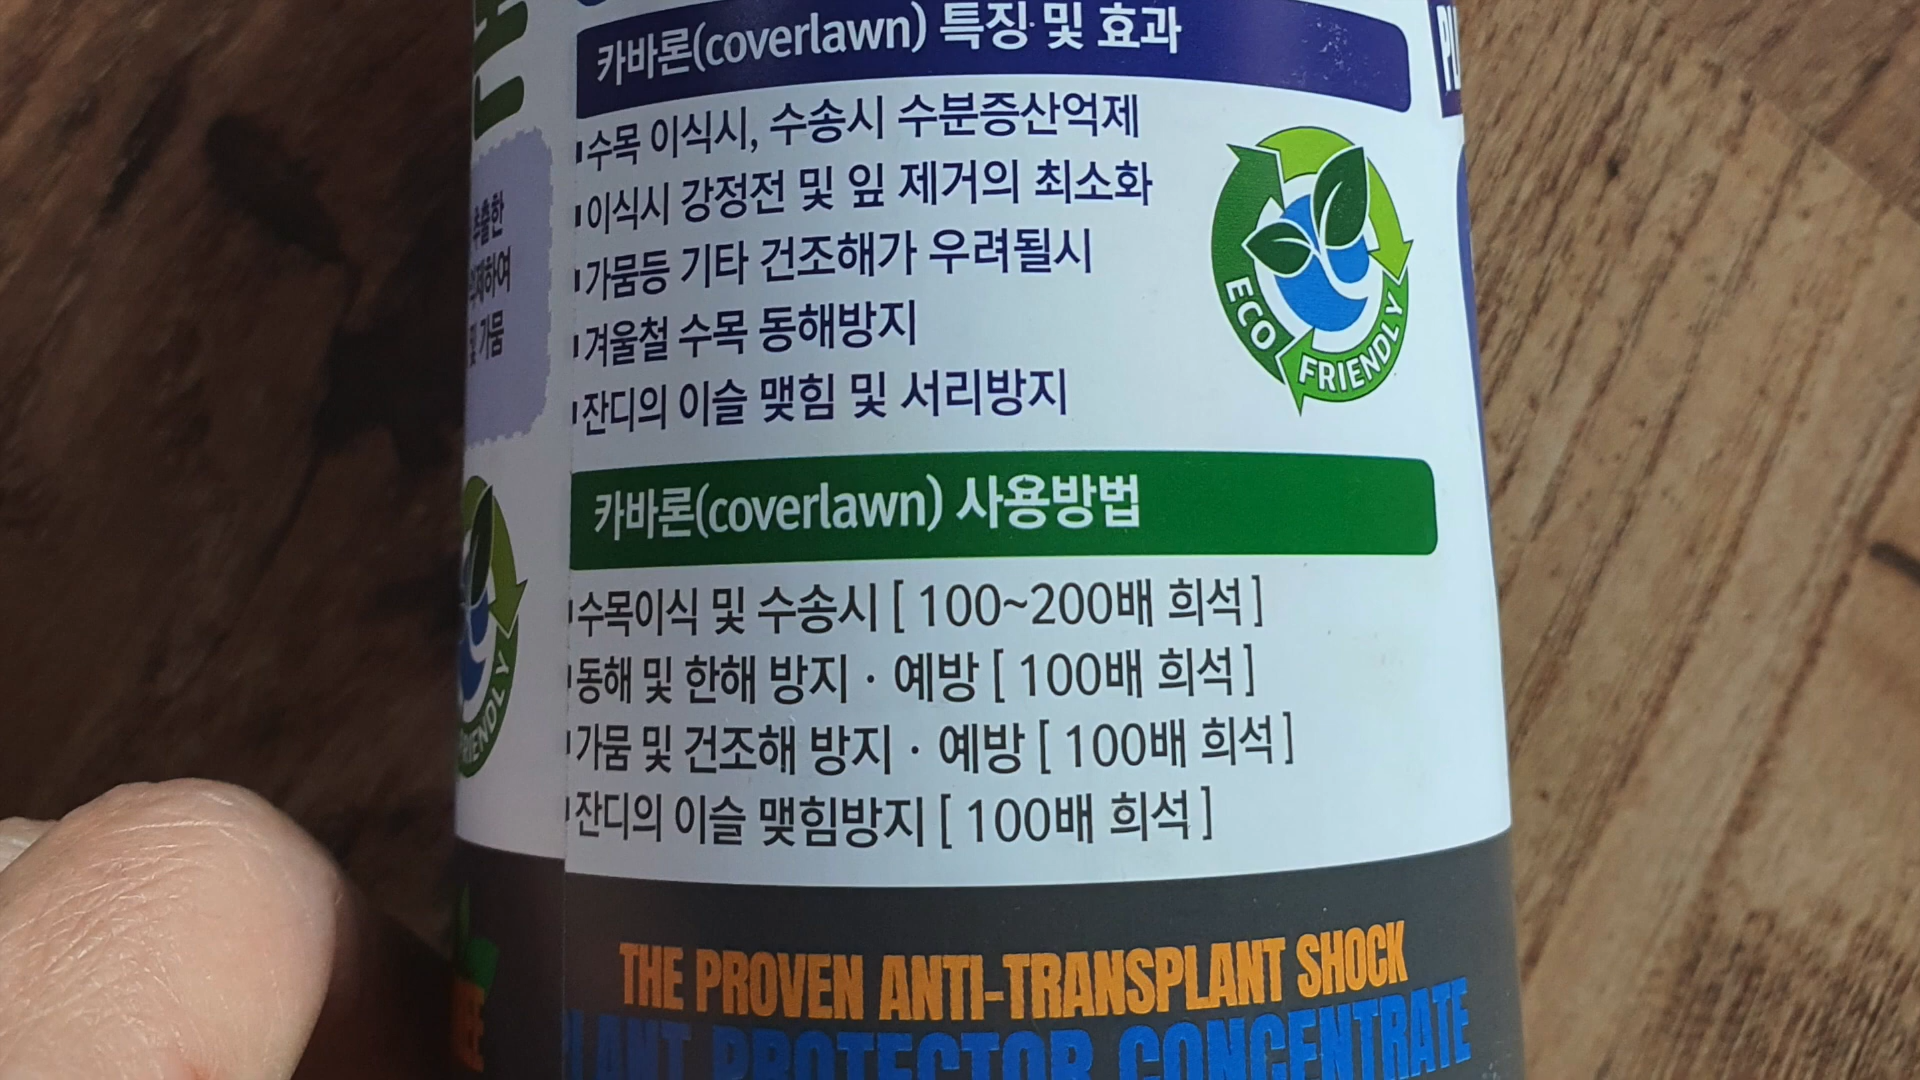 카바론(coverlawn) 특징 및 효과
수목 이식시, 수송시 수분증산억제
이식시 강정전 및 잎 제거의 최소화
가뭄등 기타 건조해가 우려될시
겨울철 수목 동해방지
잔디의 이슬 맺힘 및 서리방지
ECO FRIENDLY
카바론(coverlawn) 사용방법
수목이식 및 수송시 [ 100~200배 희석 ]
동해 및 한해 방지 · 예방 [ 100배 희석 ]
가뭄 및 건조해 방지 · 예방 [ 100배 희석 ]
잔디의 이슬 맺힘방지 [ 100배 희석 ]
THE PROVEN ANTI-TRANSPLANT SHOCK
PLANT PROTECTOR CONCENTRATE
추출한
및 가뭄